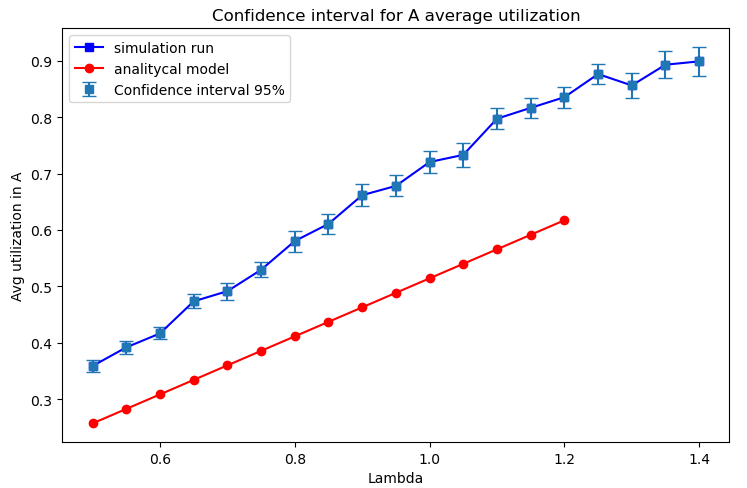 Confidence interval for A average utilization
simulation run
analitycal model
Confidence interval 95%
Avg utilization in A
0.9
0.8
0.7
0.6
0.5
0.4
0.3
0.6
0.8
1.0
1.2
1.4
Lambda